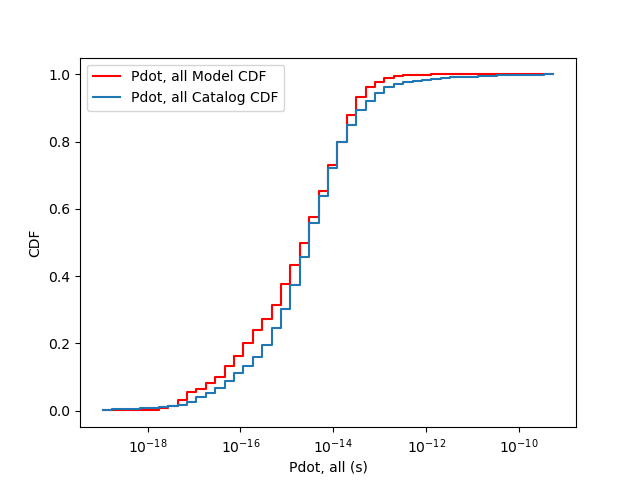 Pdot, all Model CDF
Pdot, all Catalog CDF
1.0
0.8
0.6
0.4
0.2
0.0
CDF
10⁻¹⁸
10⁻¹⁶
10⁻¹⁴
10⁻¹²
10⁻¹⁰
Pdot, all (s)